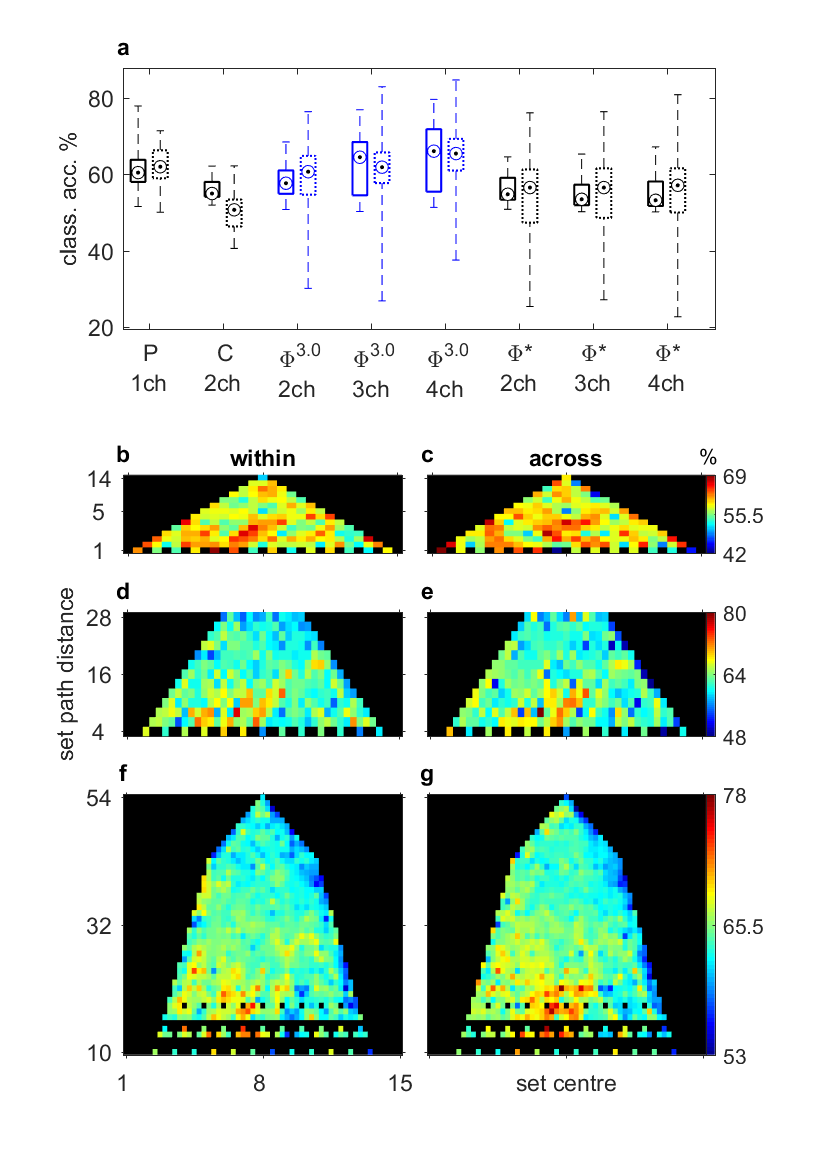 a
class. acc. %
80
60
40
20
P C Φ3.0 Φ3.0 Φ3.0 Φ* Φ* Φ*
1ch 2ch 2ch 3ch 4ch 2ch 3ch 4ch
b within c across %
14
5
1
69
55.5
42
set path distance
d e
28
16
4
80
64
48
f g
54
32
10
78
65.5
53
1 8 15 set centre